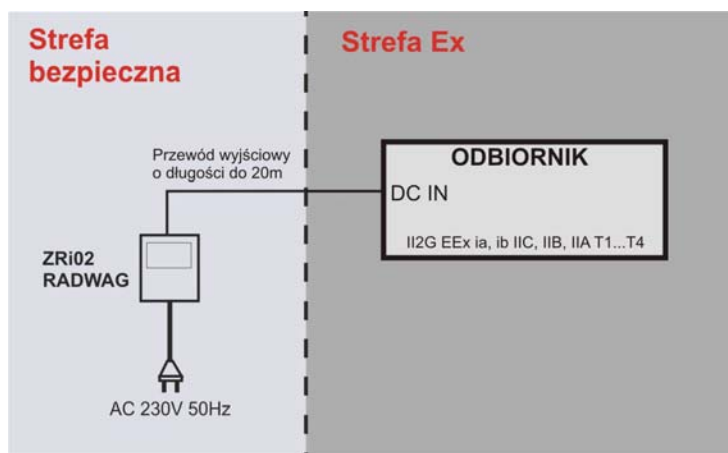 Strefa
bezpieczna
Strefa Ex
Przewód wyjściowy
o długości do 20m
ODBIORNIK
DC IN
II2G EEx ia, ib IIC, IIB, IIA T1...T4
ZRi02
RADWAG
AC 230V 50Hz